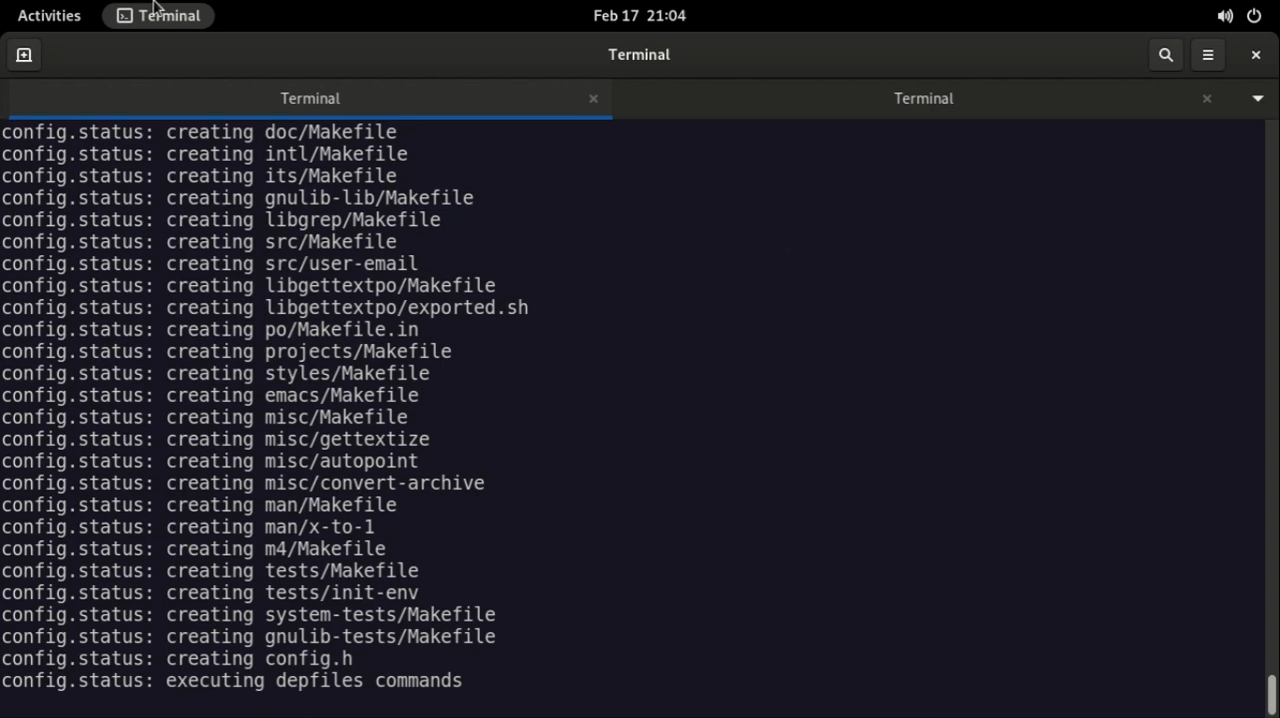 Activities
Terminal
Feb 17 21:04
Terminal
Terminal
Terminal
config.status: creating doc/Makefile
config.status: creating intl/Makefile
config.status: creating its/Makefile
config.status: creating gnulib-lib/Makefile
config.status: creating libgrep/Makefile
config.status: creating src/Makefile
config.status: creating src/user-email
config.status: creating libgettextpo/Makefile
config.status: creating libgettextpo/exported.sh
config.status: creating po/Makefile.in
config.status: creating projects/Makefile
config.status: creating styles/Makefile
config.status: creating emacs/Makefile
config.status: creating misc/Makefile
config.status: creating misc/gettextize
config.status: creating misc/autopoint
config.status: creating misc/convert-archive
config.status: creating man/Makefile
config.status: creating man/x-to-1
config.status: creating m4/Makefile
config.status: creating tests/Makefile
config.status: creating tests/init-env
config.status: creating system-tests/Makefile
config.status: creating gnulib-tests/Makefile
config.status: creating config.h
config.status: executing depfiles commands